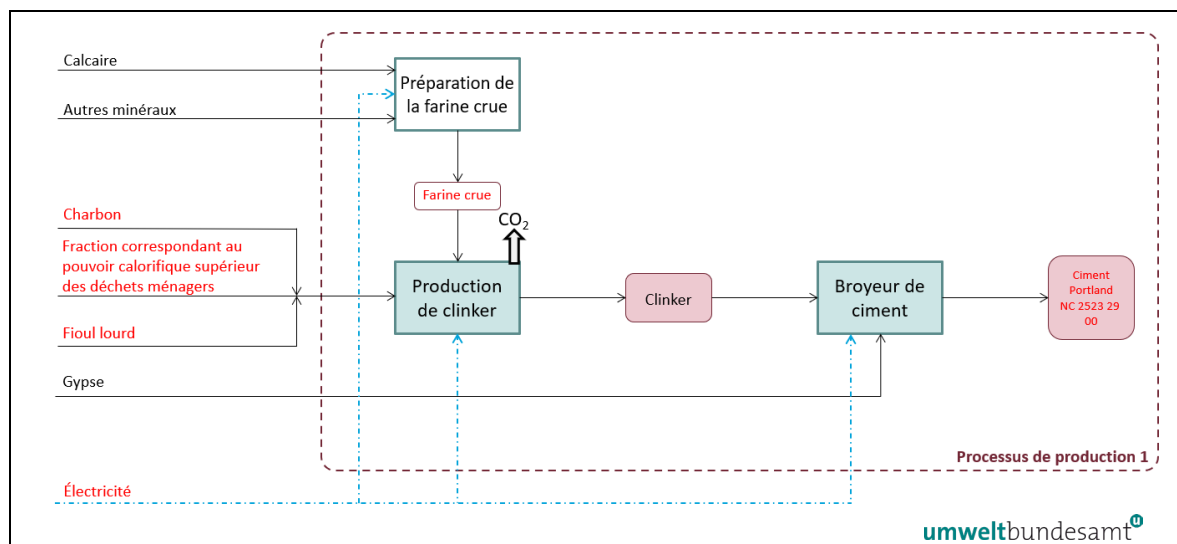 Calcaire
Autres minéraux
Préparation de
la farine crue
Farine crue
CO2
Charbon
Fraction correspondant au
pouvoir calorifique supérieur
des déchets ménagers
Fioul lourd
Production
de clinker
Clinker
Broyeur de
ciment
Ciment
Portland
NC 2523 29
00
Gypse
Processus de production 1
Électricité
umweltbundesamt u